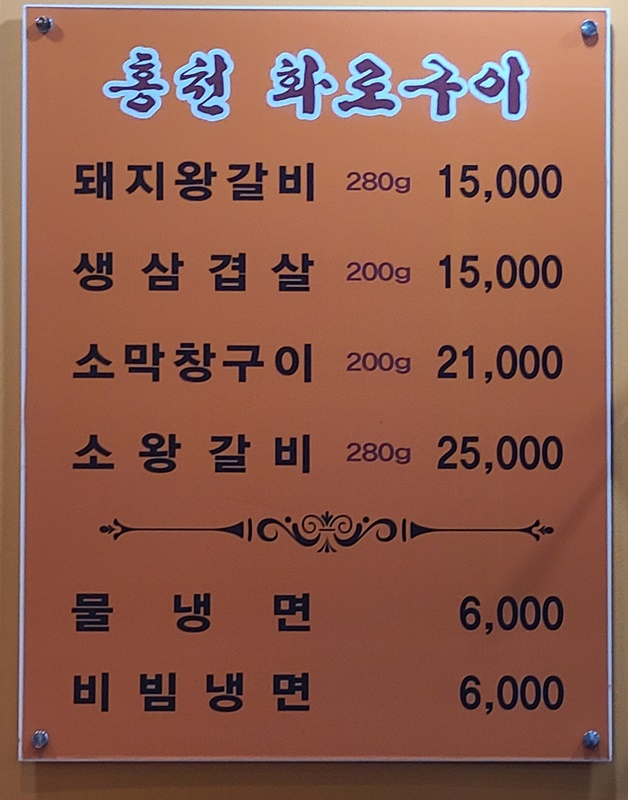 홍천 화로구이
돼지왕갈비 280g 15,000
생삼겹살 200g 15,000
소막창구이 200g 21,000
소왕갈비 280g 25,000
물냉면 6,000
비빔냉면 6,000